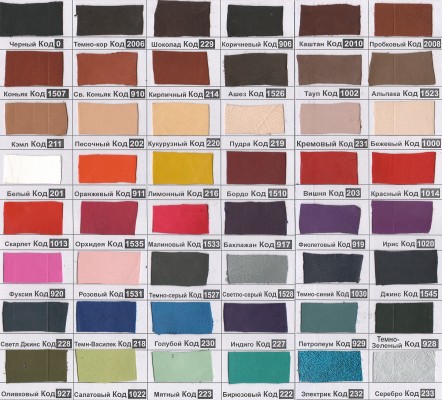 Черный Код 0
Темно-кор Код 2006
Шоколад Код 229
Коричневый Код 906
Каштан Код 2010
Пробковый Код 2008
Коньяк Код 1507
Св. Коньяк Код 910
Кирпичный Код 214
Ашез Код 1526
Тауп Код 1002
Альпака Код 1523
Кэмл Код 211
Песочный Код 202
Кукурузный Код 220
Пудра Код 219
Кремовый Код 231
Бежевый Код 1000
Белый Код 201
Оранжевый Код 911
Лимонный Код 216
Бордо Код 1510
Вишня Код 203
Красный Код 1014
Скарлет Код 1013
Орхидея Код 1535
Малиновый Код 1533
Баклажан Код 917
Фиолетовый Код 919
Ирис Код 1020
Фуксия Код 920
Розовый Код 1531
Темно-серый Код 1527
Светло-серый Код 1528
Темно-синий Код 1030
Джинс Код 1545
Свет Джинс Код 228
Темн-Василек Код 218
Голубой Код 230
Индиго Код 227
Петролеум Код 929
Темно-
Зеленый Код 928
Оливковый Код 927
Салатовый Код 1022
Мятный Код 223
Бирюзовый Код 222
Электрик Код 232
Серебро Код 233